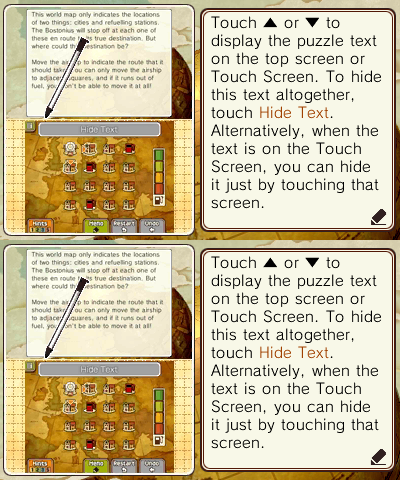 This world map only indicates the locations
of two things: cities and refuelling stations.
The Bostonius will stop off at each one of
these en route to its true destination. But
where could the destination be?
Move the airship to indicate the route that it
should take. You can only move the airship
to adjacent squares, and if it runs out of
fuel, you won't be able to move it at all!
Hide Text
Hints
Memo
Restart
Undo
Touch ▲ or ▼ to
display the puzzle text
on the top screen or
Touch Screen. To hide
this text altogether,
touch Hide Text.
Alternatively, when the
text is on the Touch
Screen, you can hide
it just by touching that
screen.
This world map only indicates the locations
of two things: cities and refuelling stations.
The Bostonius will stop off at each one of
these en route to its true destination. But
where could the destination be?
Move the airship to indicate the route that it
should take. You can only move the airship
to adjacent squares, and if it runs out of
fuel, you won't be able to move it at all!
Hide Text
Hints
Memo
Restart
Undo
Touch ▲ or ▼ to
display the puzzle text
on the top screen or
Touch Screen. To hide
this text altogether,
touch Hide Text.
Alternatively, when the
text is on the Touch
Screen, you can hide
it just by touching that
screen.